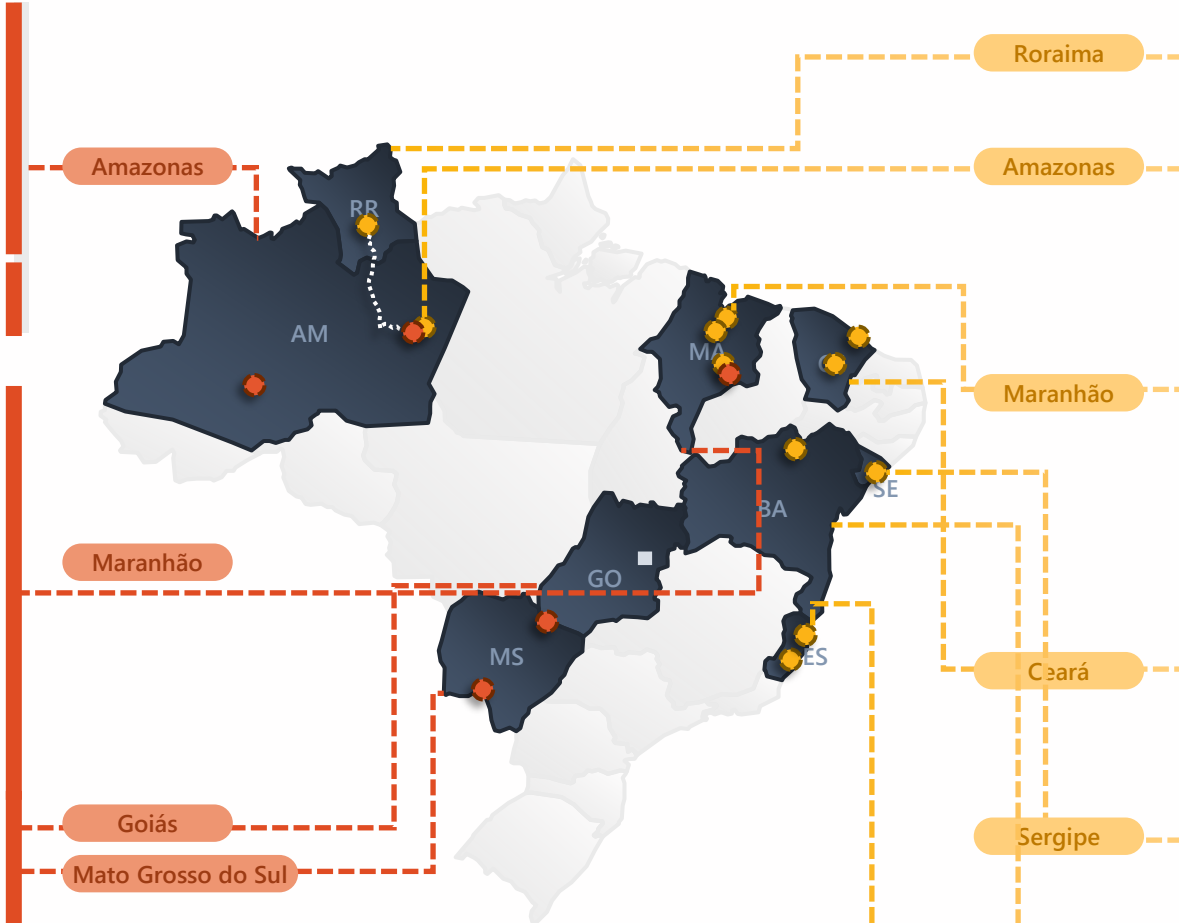 Roraima
Amazonas
Amazonas
RR
AM
MA
C
Maranhão
SE
BA
Maranhão
GO
MS
ES
Ceará
Goiás
Sergipe
Mato Grosso do Sul